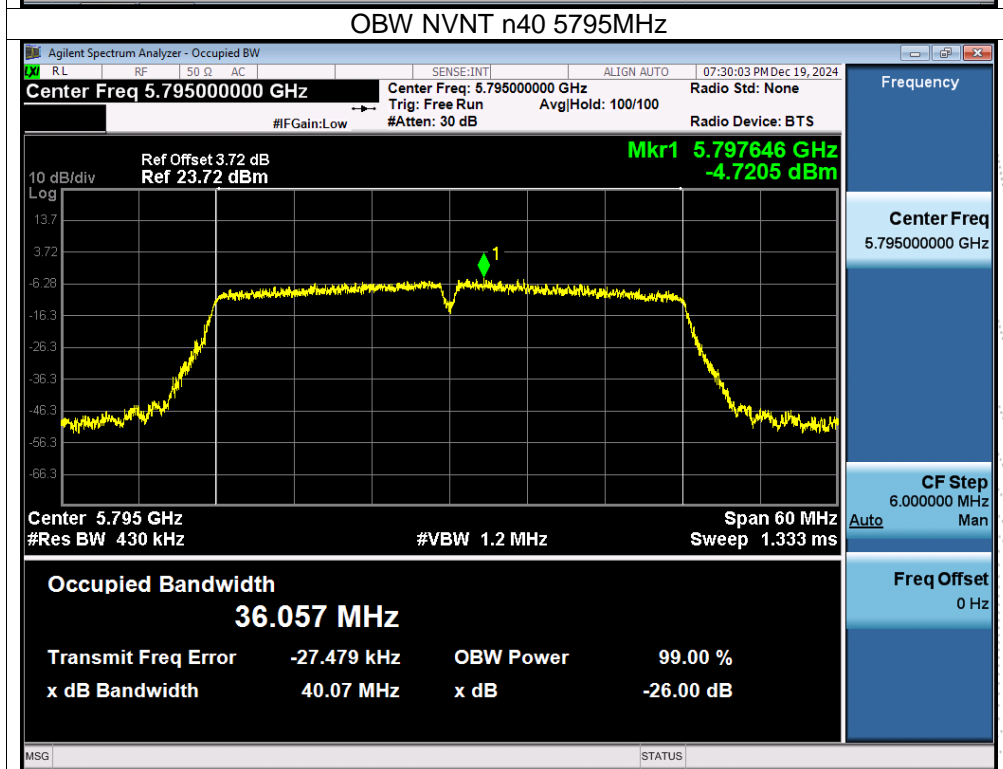 OBW NVNT n40 5795MHz
Agilent Spectrum Analyzer - Occupied BW
LXI RL RF 50 Ω AC SENSE:INT ALIGN AUTO 07:30:03 PM Dec 19, 2024
Center Freq 5.795000000 GHz
Center Freq: 5.795000000 GHz Radio Std: None
Trig: Free Run Avg|Hold: 100/100
#IFGain:Low #Atten: 30 dB Radio Device: BTS
Frequency
Mkr1 5.797646 GHz
-4.7205 dBm
Ref Offset 3.72 dB
10 dB/div Ref 23.72 dBm
Log
13.7
3.72
-6.28
-16.3
-26.3
-36.3
-46.3
-56.3
-66.3
1
Center 5.795 GHz Span 60 MHz
#Res BW 430 kHz #VBW 1.2 MHz Sweep 1.333 ms
Center Freq
5.795000000 GHz
CF Step
6.000000 MHz
Auto Man
Freq Offset
0 Hz
Occupied Bandwidth
36.057 MHz
Transmit Freq Error -27.479 kHz OBW Power 99.00 %
x dB Bandwidth 40.07 MHz x dB -26.00 dB
MSG STATUS